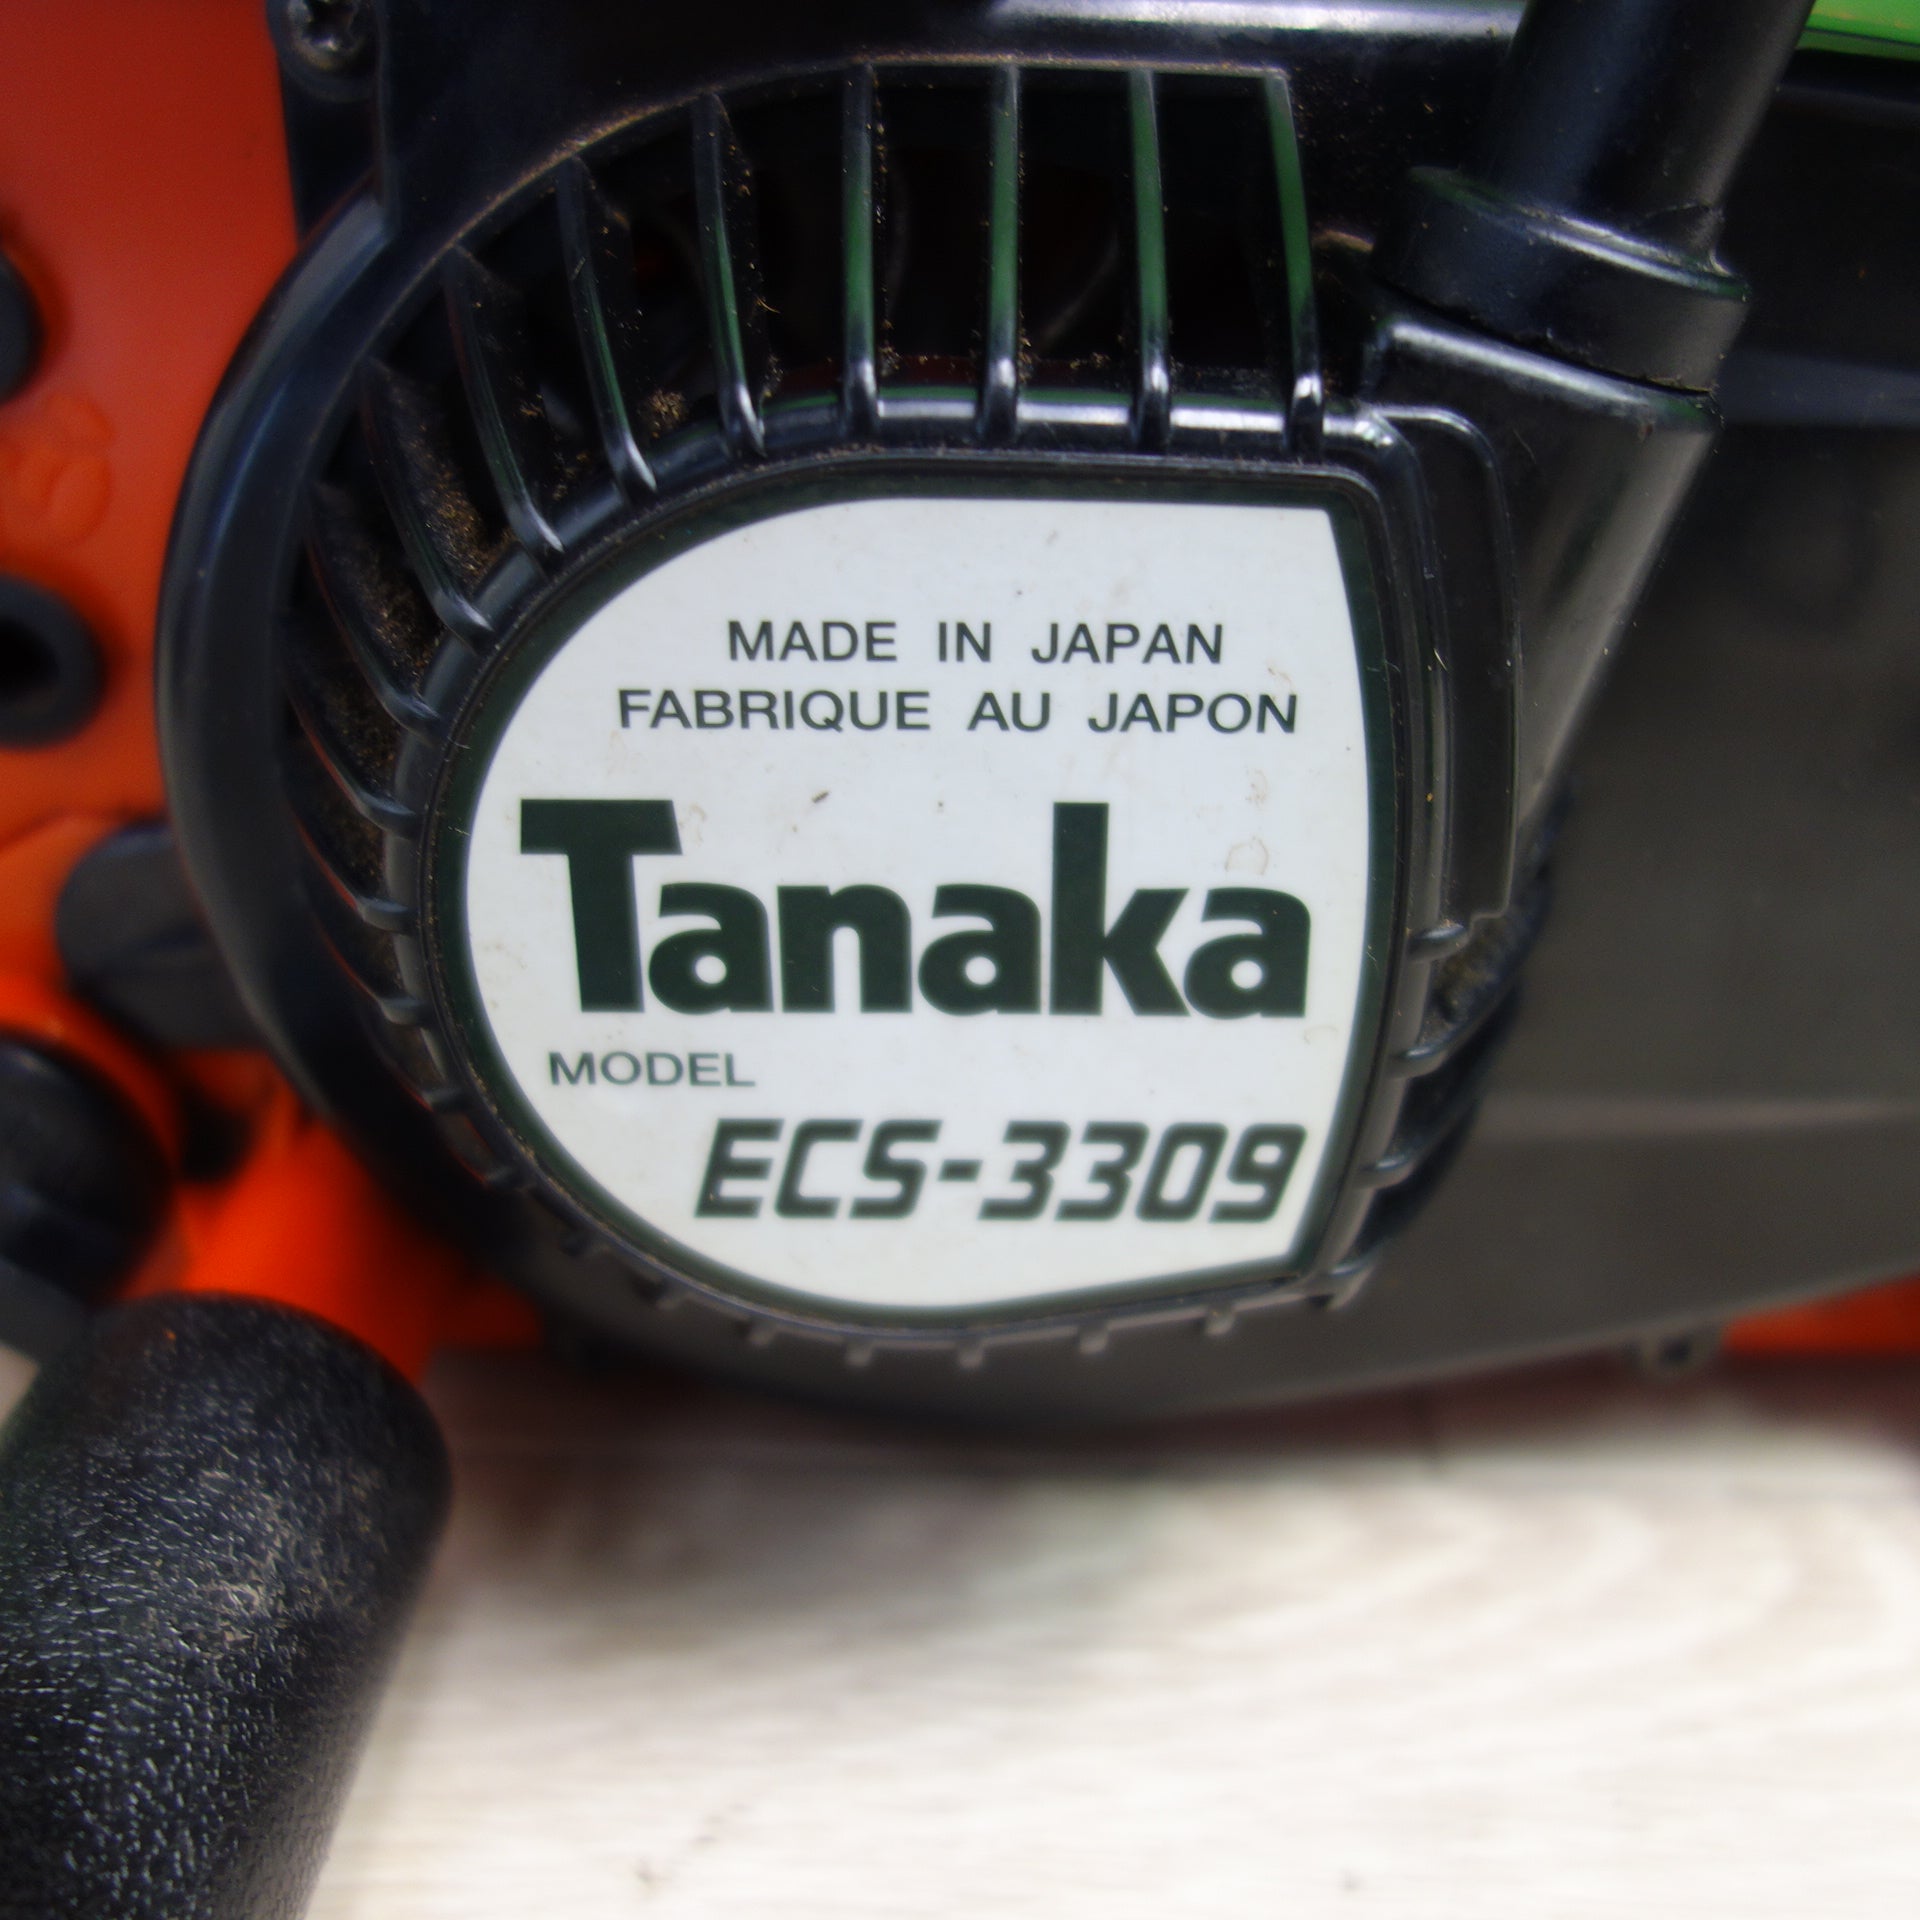 MADE IN JAPAN
FABRIQUE AU JAPON
Tanaka
MODEL
ECS-3309